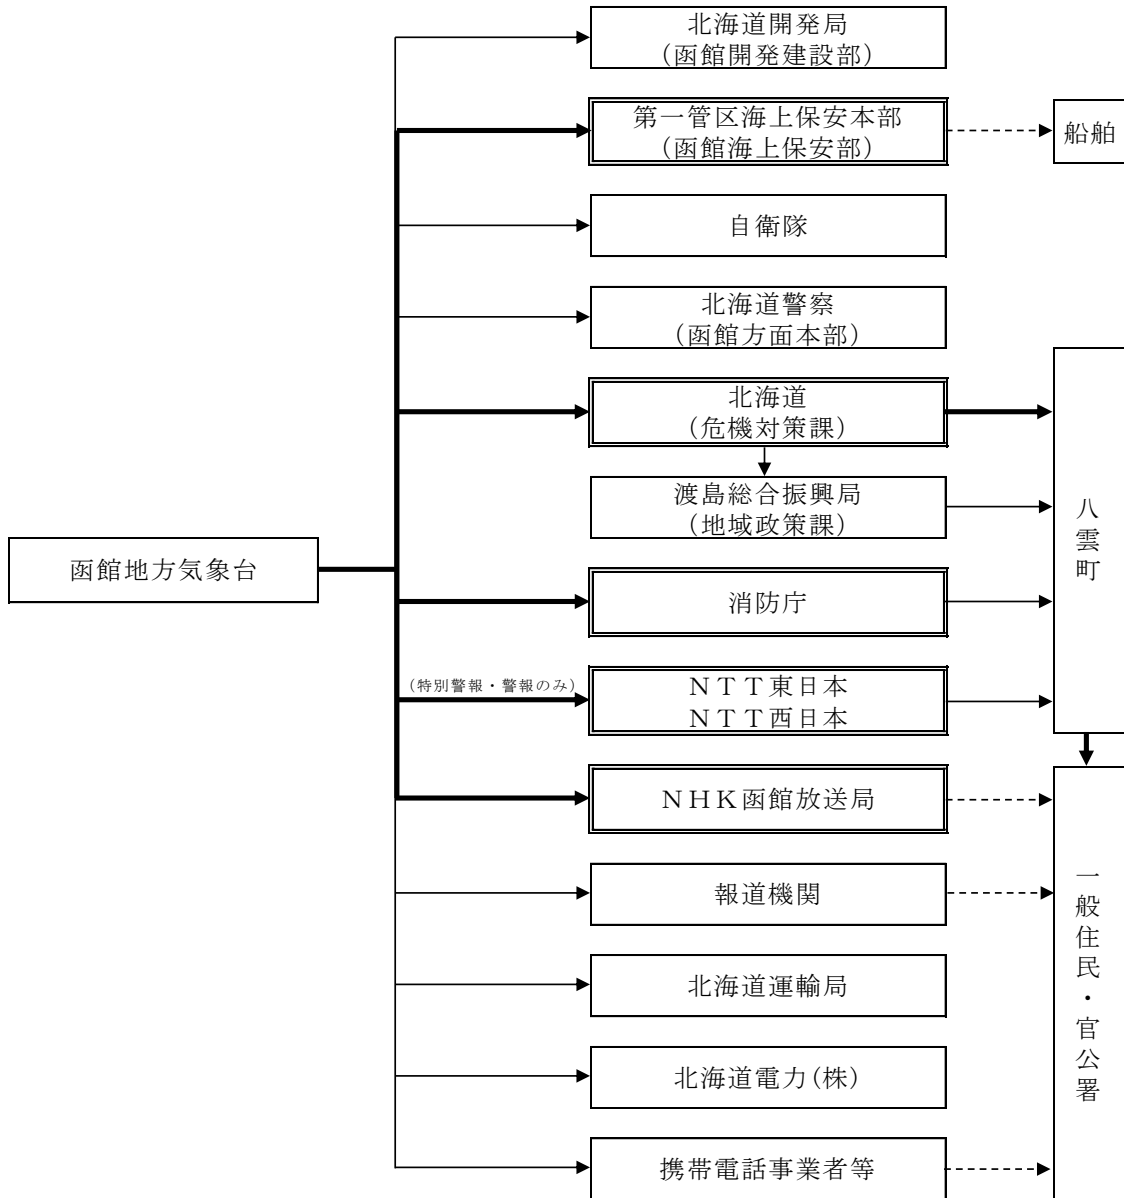 北海道開発局
(函館開発建設部)
第一管区海上保安本部
(函館海上保安部)
船舶
自衛隊
北海道警察
(函館方面本部)
北海道
(危機対策課)
渡島総合振興局
(地域政策課)
八雲町
函館地方気象台
消防庁
(特別警報・警報のみ)
ＮＴＴ東日本
ＮＴＴ西日本
ＮＨＫ函館放送局
報道機関
一般住民・官公署
北海道運輸局
北海道電力(株)
携帯電話事業者等